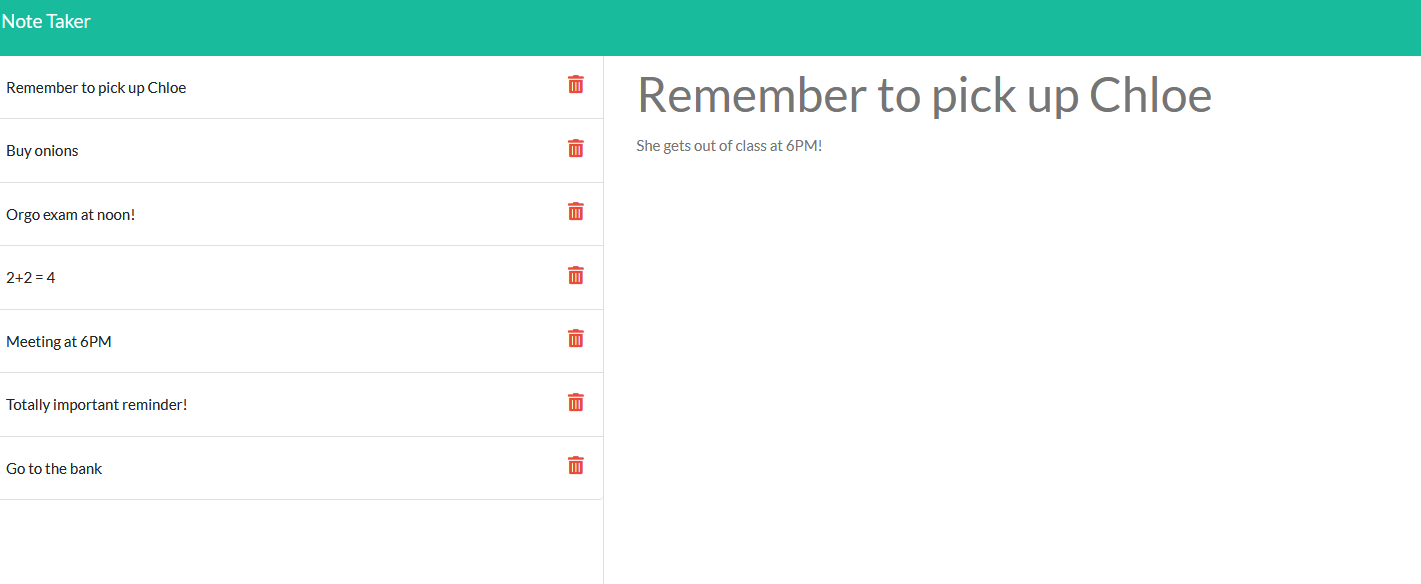 Note Taker
Remember to pick up Chloe
Buy onions
Orgo exam at noon!
2+2 = 4
Meeting at 6PM
Totally important reminder!
Go to the bank
Remember to pick up Chloe
She gets out of class at 6PM!